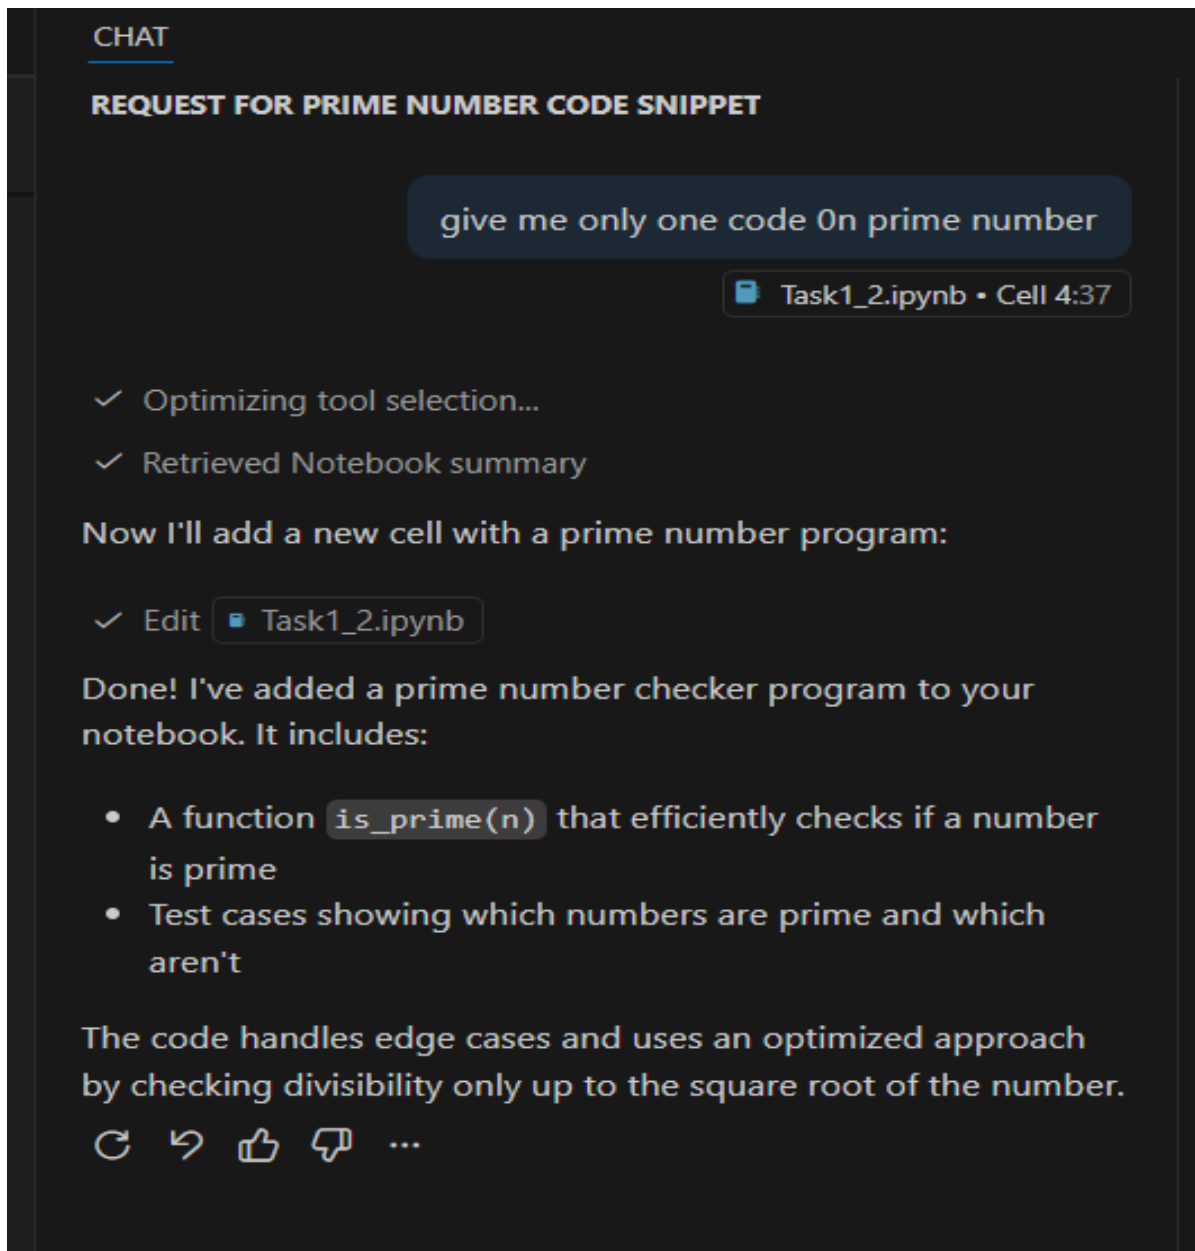 CHAT
REQUEST FOR PRIME NUMBER CODE SNIPPET
give me only one code 0n prime number
Task1_2.ipynb • Cell 4:37
Optimizing tool selection...
Retrieved Notebook summary
Now I'll add a new cell with a prime number program:
Edit Task1_2.ipynb
Done! I've added a prime number checker program to your
notebook. It includes:
• A function is_prime(n) that efficiently checks if a number
is prime
• Test cases showing which numbers are prime and which
aren't
The code handles edge cases and uses an optimized approach
by checking divisibility only up to the square root of the number.